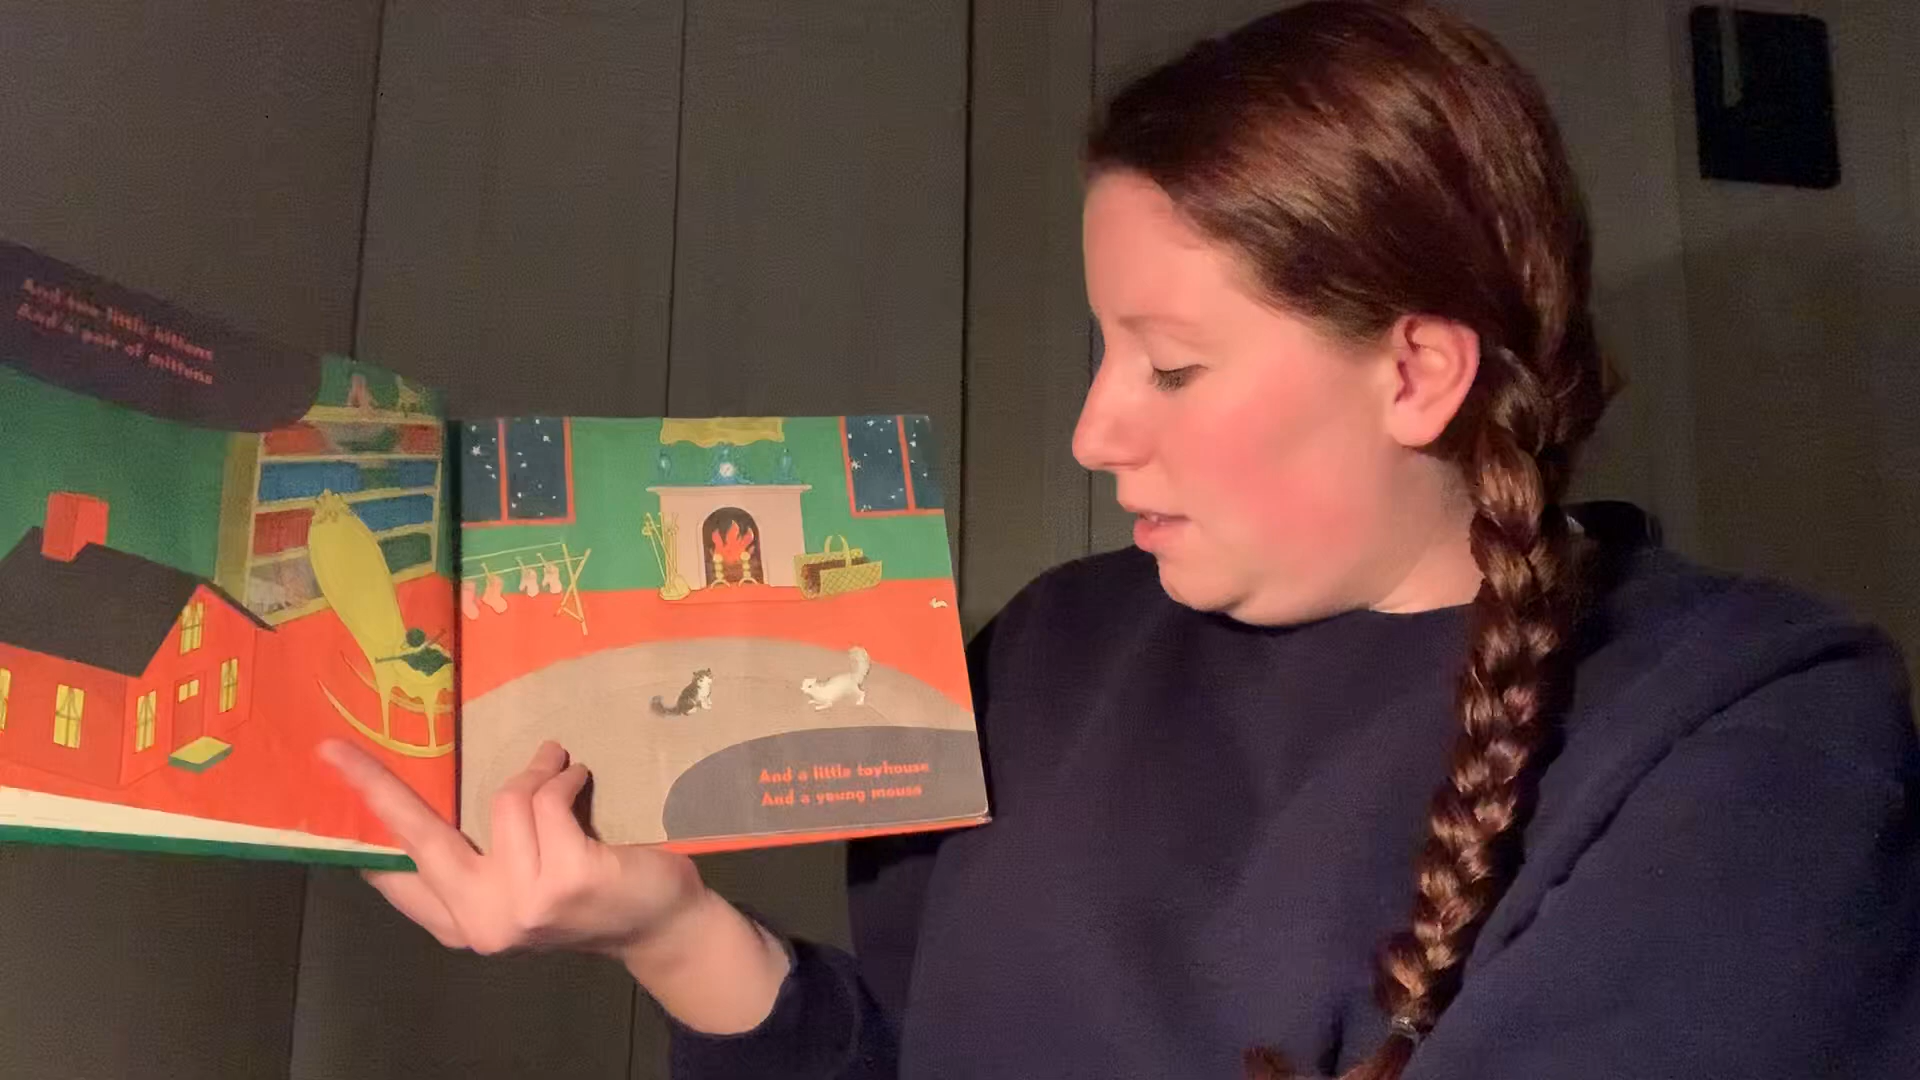 And two little kittens
And a pair of mittens
And a little toyhouse
And a young mouse